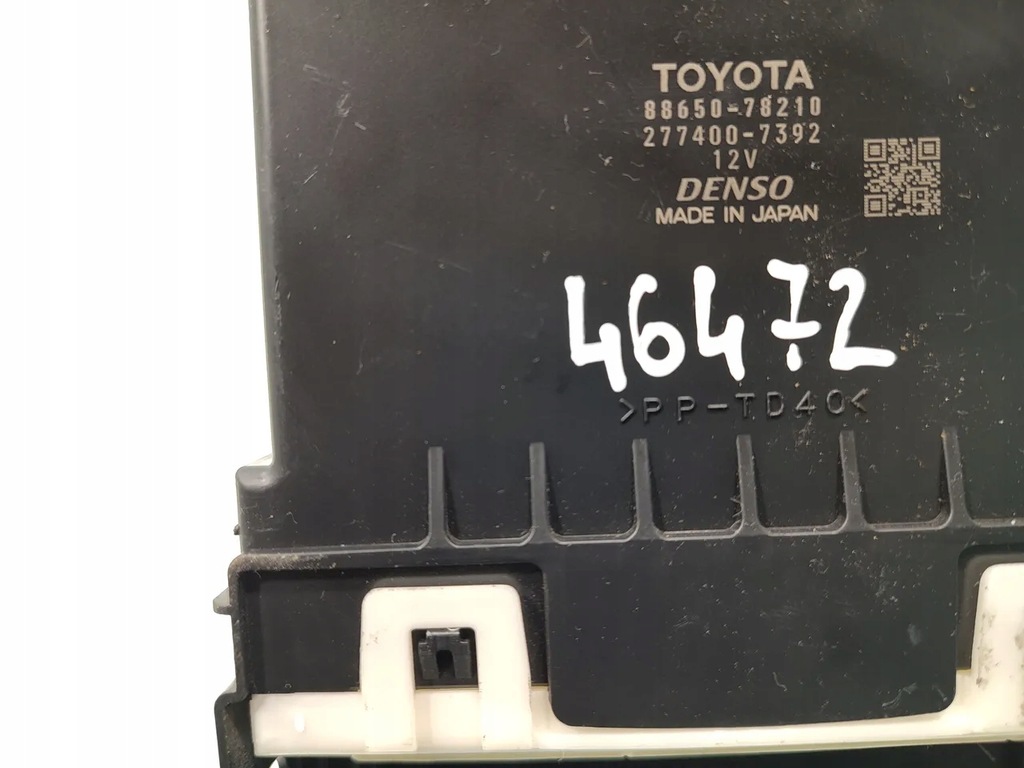 TOYOTA
88650-78210
277400-7392
12V
DENSO
MADE IN JAPAN
46472
>PP-TD40<